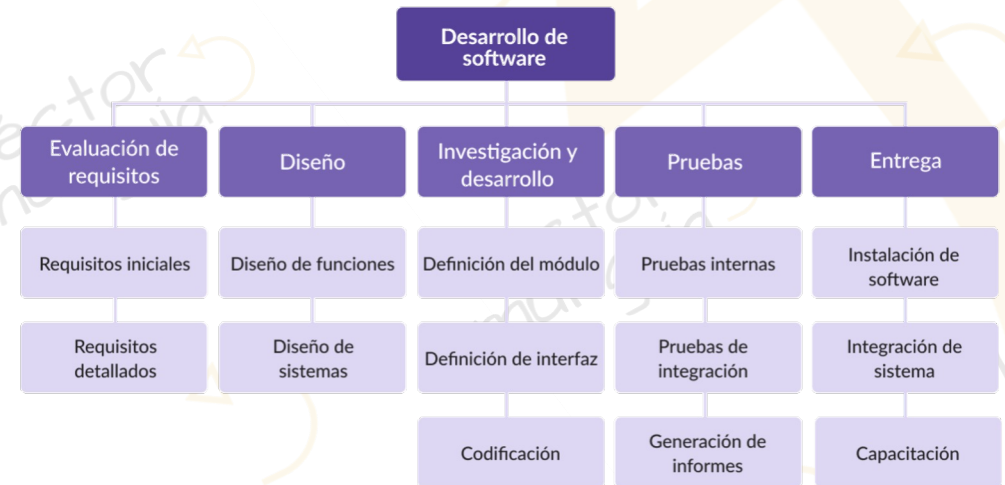 Desarrollo de
software
Evaluación de
requisitos
Diseño
Investigación y
desarrollo
Pruebas
Entrega
Requisitos iniciales
Diseño de funciones
Definición del módulo
Pruebas internas
Instalación de
software
Requisitos
detallados
Diseño de
sistemas
Definición de interfaz
Pruebas de
integración
Integración de
sistema
Codificación
Generación de
informes
Capacitación